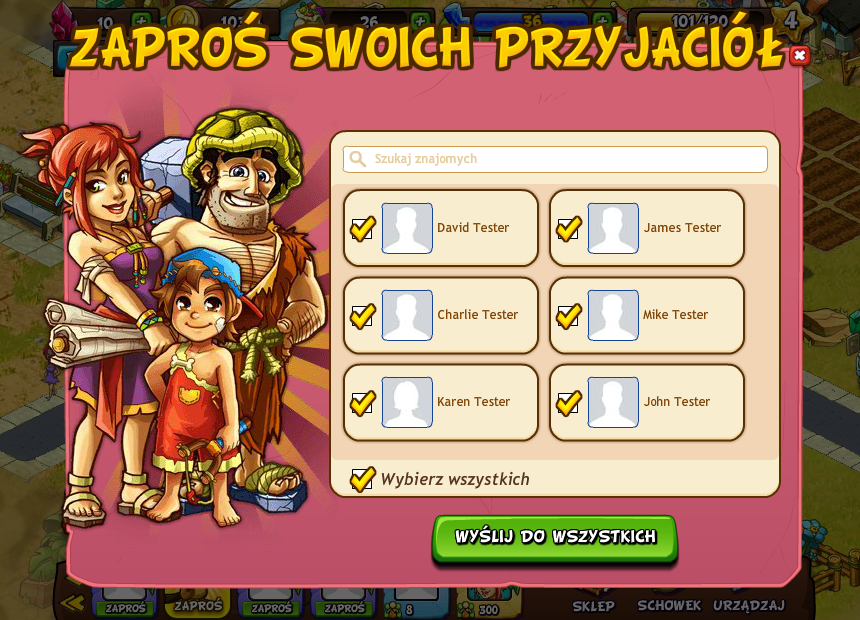 10
103
26
36
101/120
4
ZAPROŚ SWOICH PRZYJACIÓŁ
Szukaj znajomych
David Tester
James Tester
Charlie Tester
Mike Tester
Karen Tester
John Tester
Wybierz wszystkich
WYŚLIJ DO WSZYSTKICH
ZAPROŚ
ZAPROŚ
ZAPROŚ
ZAPROŚ
8
300
SKLEP
SCHOWEK
URZĄDZAJ